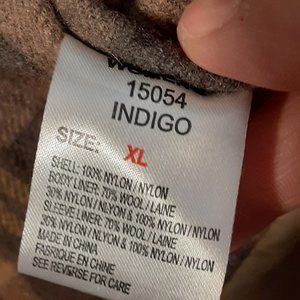 15054
INDIGO
SIZE: XL
SHELL: 100% NYLON / NYLON
BODY LINER: 70% WOOL / LAINE
30% NYLON / NLYON & 100% NYLON / NYLON
SLEEVE LINER: 70% WOOL / LAINE
30% NYLON / NLYON & 100% NYLON / NYLON
MADE IN CHINA
FABRIQUE EN CHINE
SEE REVERSE FOR CARE